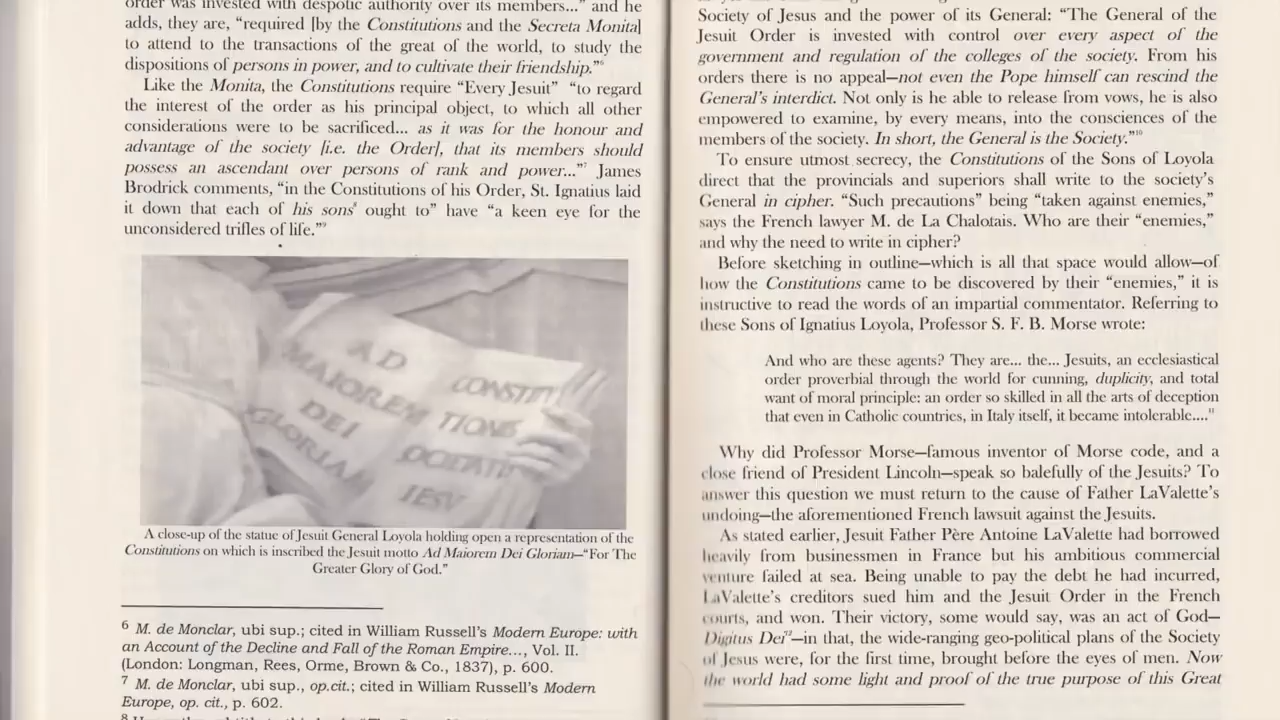 order was invested with despotic authority over its members...” and he
adds, they are, “required [by the Constitutions and the Secreta Monita]
to attend to the transactions of the great of the world, to study the
dispositions of persons in power, and to cultivate their friendship.”⁶
Like the Monita, the Constitutions require “Every Jesuit” “to regard
the interest of the order as his principal object, to which all other
considerations were to be sacrificed... as it was for the honour and
advantage of the society [i.e. the Order], that its members should
possess an ascendant over persons of rank and power...”⁷ James
Brodrick comments, “in the Constitutions of his Order, St. Ignatius laid
it down that each of his sons⁸ ought to” have “a keen eye for the
unconsidered trifles of life.”⁹
AD
MAIOREM
DEI
GLORIAM
CONSTITV
TIONES
SOCIETATIS
IESV
A close-up of the statue of Jesuit General Loyola holding open a representation of the
Constitutions on which is inscribed the Jesuit motto Ad Maiorem Dei Gloriam—“For The
Greater Glory of God.”
⁶ M. de Monclar, ubi sup.; cited in William Russell’s Modern Europe: with
an Account of the Decline and Fall of the Roman Empire..., Vol. II.
(London: Longman, Rees, Orme, Brown & Co., 1837), p. 600.
⁷ M. de Monclar, ubi sup., op.cit.; cited in William Russell’s Modern
Europe, op. cit., p. 602.
Society of Jesus and the power of its General: “The General of the
Jesuit Order is invested with control over every aspect of the
government and regulation of the colleges of the society. From his
orders there is no appeal—not even the Pope himself can rescind the
General’s interdict. Not only is he able to release from vows, he is also
empowered to examine, by every means, into the consciences of the
members of the society. In short, the General is the Society.”¹⁰
To ensure utmost secrecy, the Constitutions of the Sons of Loyola
direct that the provincials and superiors shall write to the society’s
General in cipher. “Such precautions” being “taken against enemies,”
says the French lawyer M. de La Chalotais. Who are their “enemies,”
and why the need to write in cipher?
Before sketching in outline—which is all that space would allow—of
how the Constitutions came to be discovered by their “enemies,” it is
instructive to read the words of an impartial commentator. Referring to
these Sons of Ignatius Loyola, Professor S. F. B. Morse wrote:
And who are these agents? They are... the... Jesuits, an ecclesiastical
order proverbial through the world for cunning, duplicity, and total
want of moral principle: an order so skilled in all the arts of deception
that even in Catholic countries, in Italy itself, it became intolerable....¹¹
Why did Professor Morse—famous inventor of Morse code, and a
close friend of President Lincoln—speak so balefully of the Jesuits? To
answer this question we must return to the cause of Father LaValette’s
undoing—the aforementioned French lawsuit against the Jesuits.
As stated earlier, Jesuit Father Père Antoine LaValette had borrowed
heavily from businessmen in France but his ambitious commercial
venture failed at sea. Being unable to pay the debt he had incurred,
LaValette’s creditors sued him and the Jesuit Order in the French
courts, and won. Their victory, some would say, was an act of God—
Digitus Dei¹²—in that, the wide-ranging geo-political plans of the Society
of Jesus were, for the first time, brought before the eyes of men. Now
the world had some light and proof of the true purpose of this Great